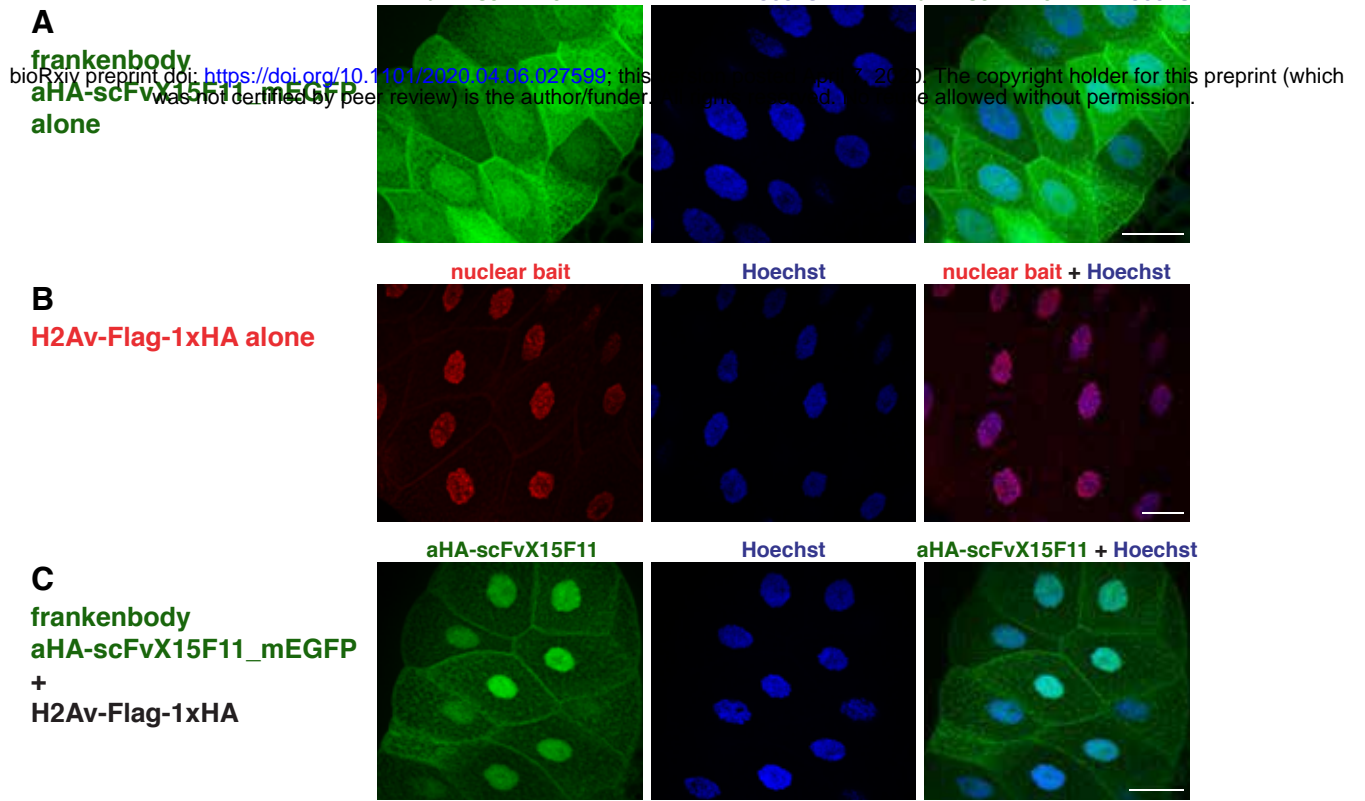 A
frankenbody
aHA-scFvX15F11_mEGFP
alone
bioRxiv preprint doi: https://doi.org/10.1101/2020.04.06.027599; this
The copyright holder for this preprint (which
was not certified by peer review) is the author/funder.
allowed without permission.
nuclear bait
Hoechst
nuclear bait + Hoechst
B
H2Av-Flag-1xHA alone
aHA-scFvX15F11
Hoechst
aHA-scFvX15F11 + Hoechst
C
frankenbody
aHA-scFvX15F11_mEGFP
+
H2Av-Flag-1xHA